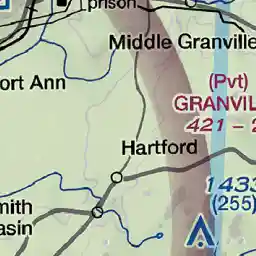 prison
Middle Granville
ort Ann
(Pvt)
GRANVIL
421 - 2
Hartford
1433
(255)
mith
asin